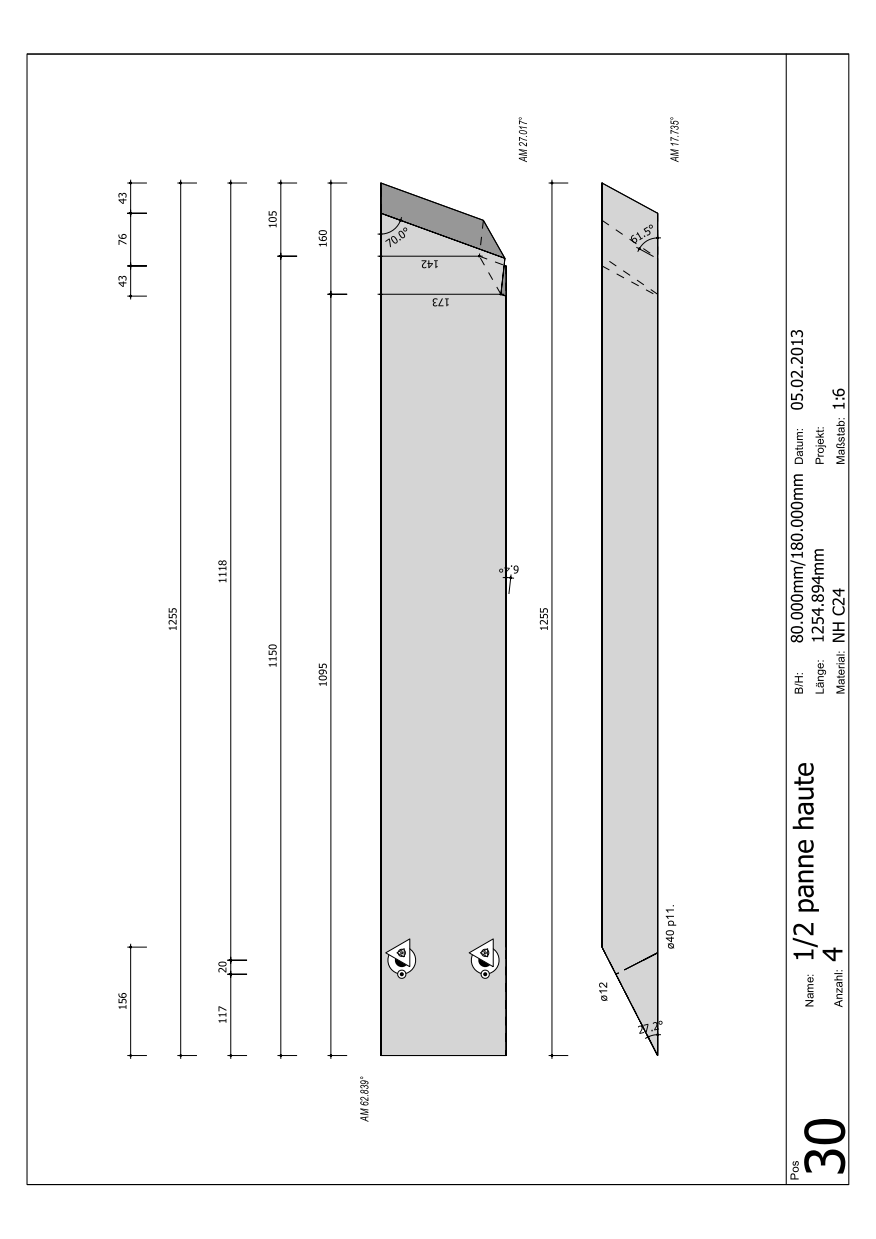 43
76
43
156
1255
1118
20
117
105
1150
160
1095
AM 27.017°
AM 17.735°
AM 62.839°
70.0°
142
173
6.4°
1255
61.5°
27.2°
ø12
ø40 p11.
Pos
30
Name: 1/2 panne haute
Anzahl: 4
B/H: 80.000mm/180.000mm
Länge: 1254.894mm
Material: NH C24
Datum: 05.02.2013
Projekt:
Maßstab: 1:6